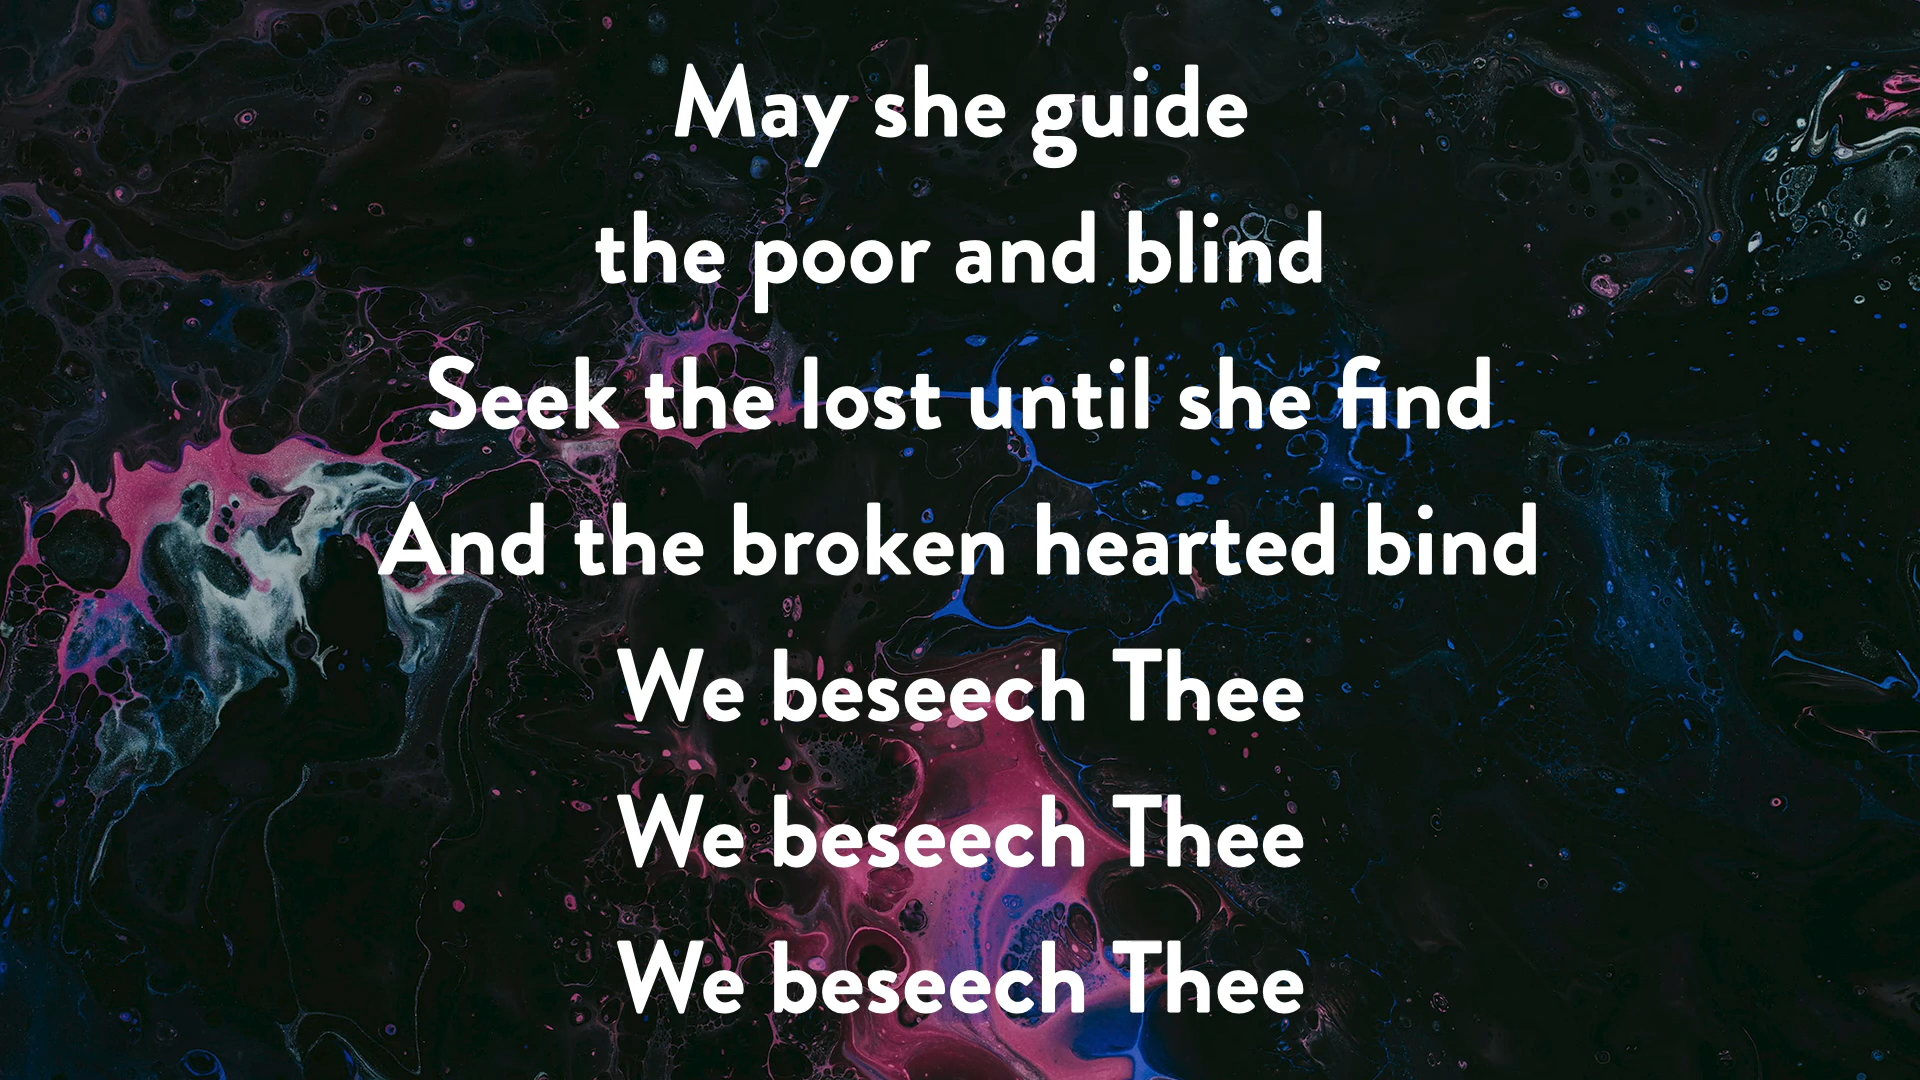 May she guide
the poor and blind
Seek the lost until she find
And the broken hearted bind
We beseech Thee
We beseech Thee
We beseech Thee